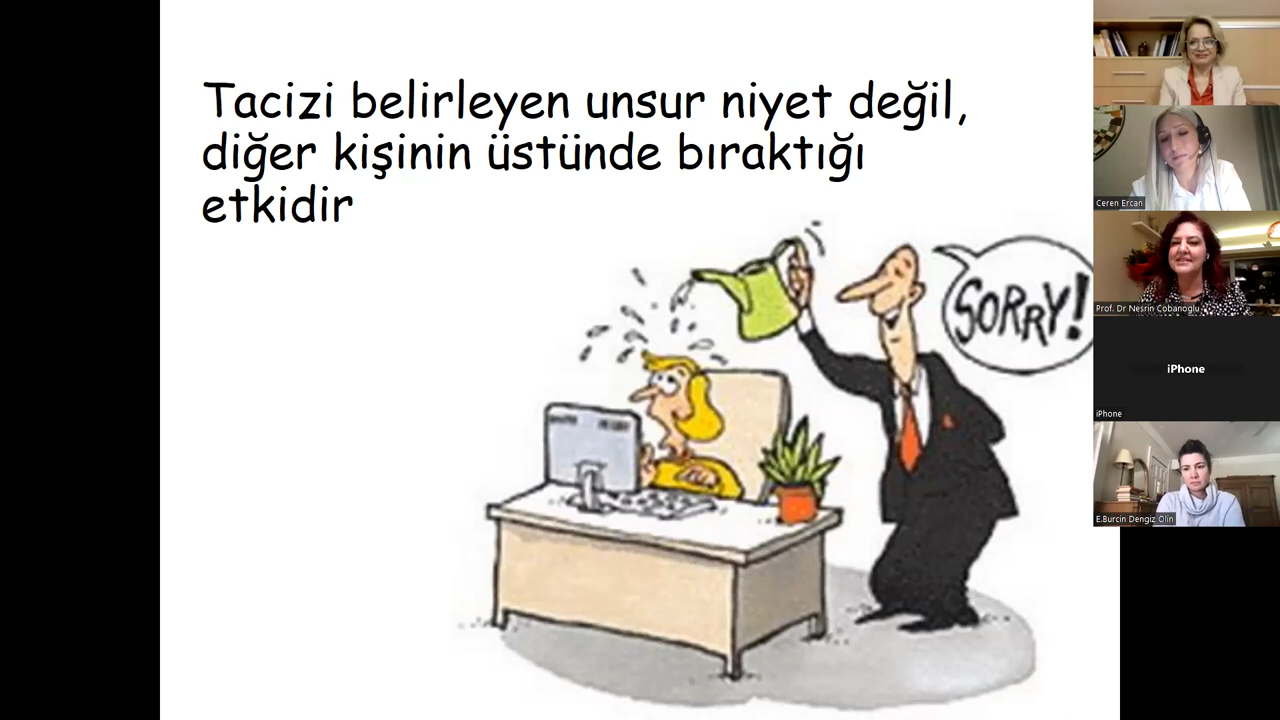 Tacizi belirleyen unsur niyet değil,
diğer kişinin üstünde bıraktığı
etkidir
SORRY!
Ceren Ercan
Prof. Dr Nesrin Cobanoglu
iPhone
iPhone
E.Burcin Dengiz Olin